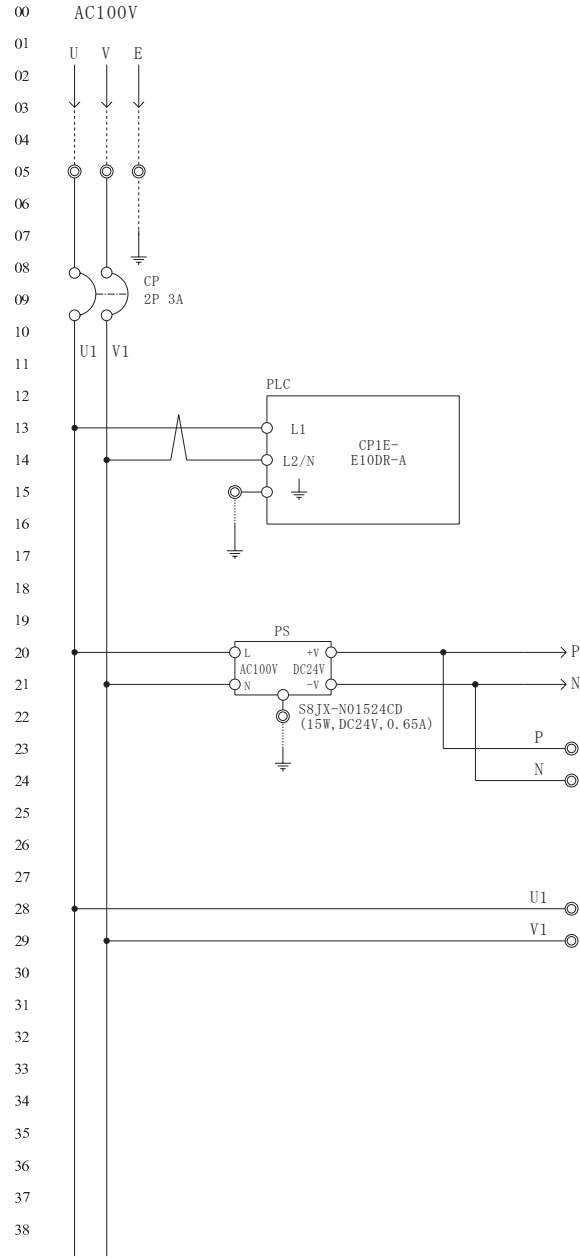 00 AC100V
01
U V E
02
03
04
05
06
07
08
CP
09 2P 3A
10
U1 V1
11
12
PLC
13 L1
CP1E-
14 L2/N E10DR-A
15
16
17
18
19
PS
20 L +V P
AC100V DC24V
21 N -V N
S8JX-N01524CD
22 (15W,DC24V,0.65A)
23 P
24 N
25
26
27
28 U1
29 V1
30
31
32
33
34
35
36
37
38